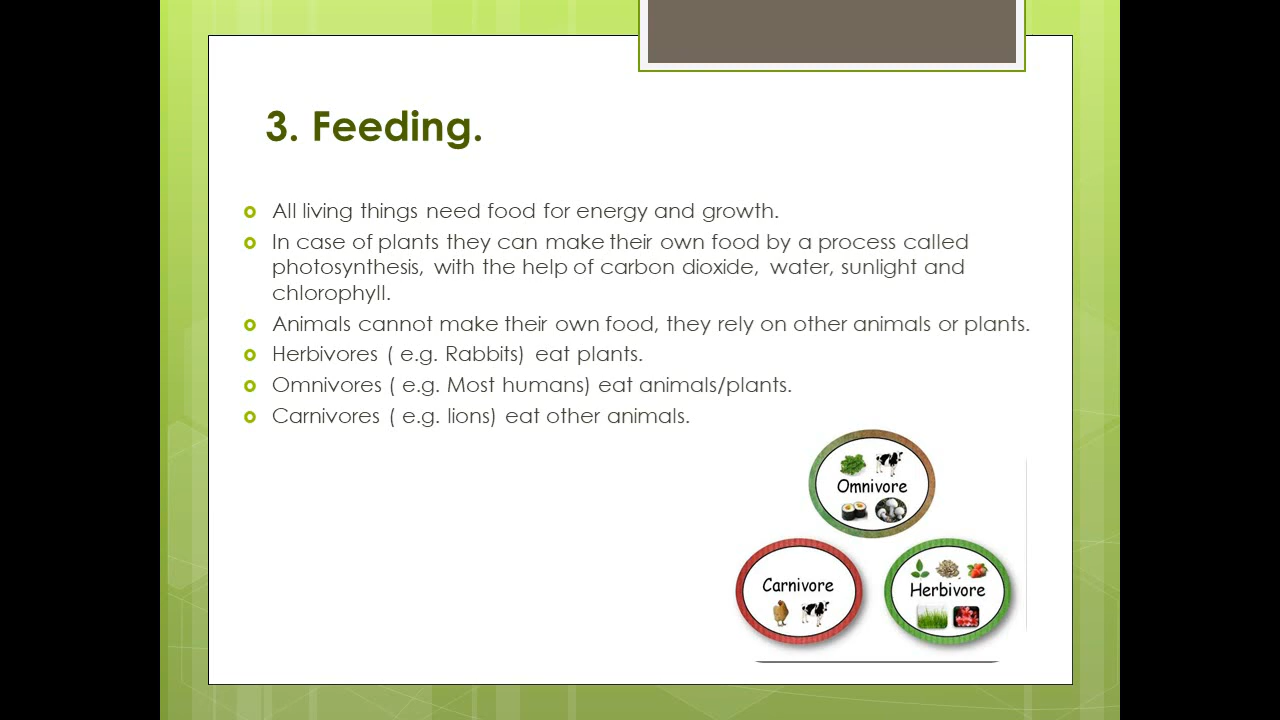 3. Feeding.
All living things need food for energy and growth.
In case of plants they can make their own food by a process called
photosynthesis, with the help of carbon dioxide, water, sunlight and
chlorophyll.
Animals cannot make their own food, they rely on other animals or plants.
Herbivores ( e.g. Rabbits) eat plants.
Omnivores ( e.g. Most humans) eat animals/plants.
Carnivores ( e.g. lions) eat other animals.
Omnivore
Carnivore
Herbivore